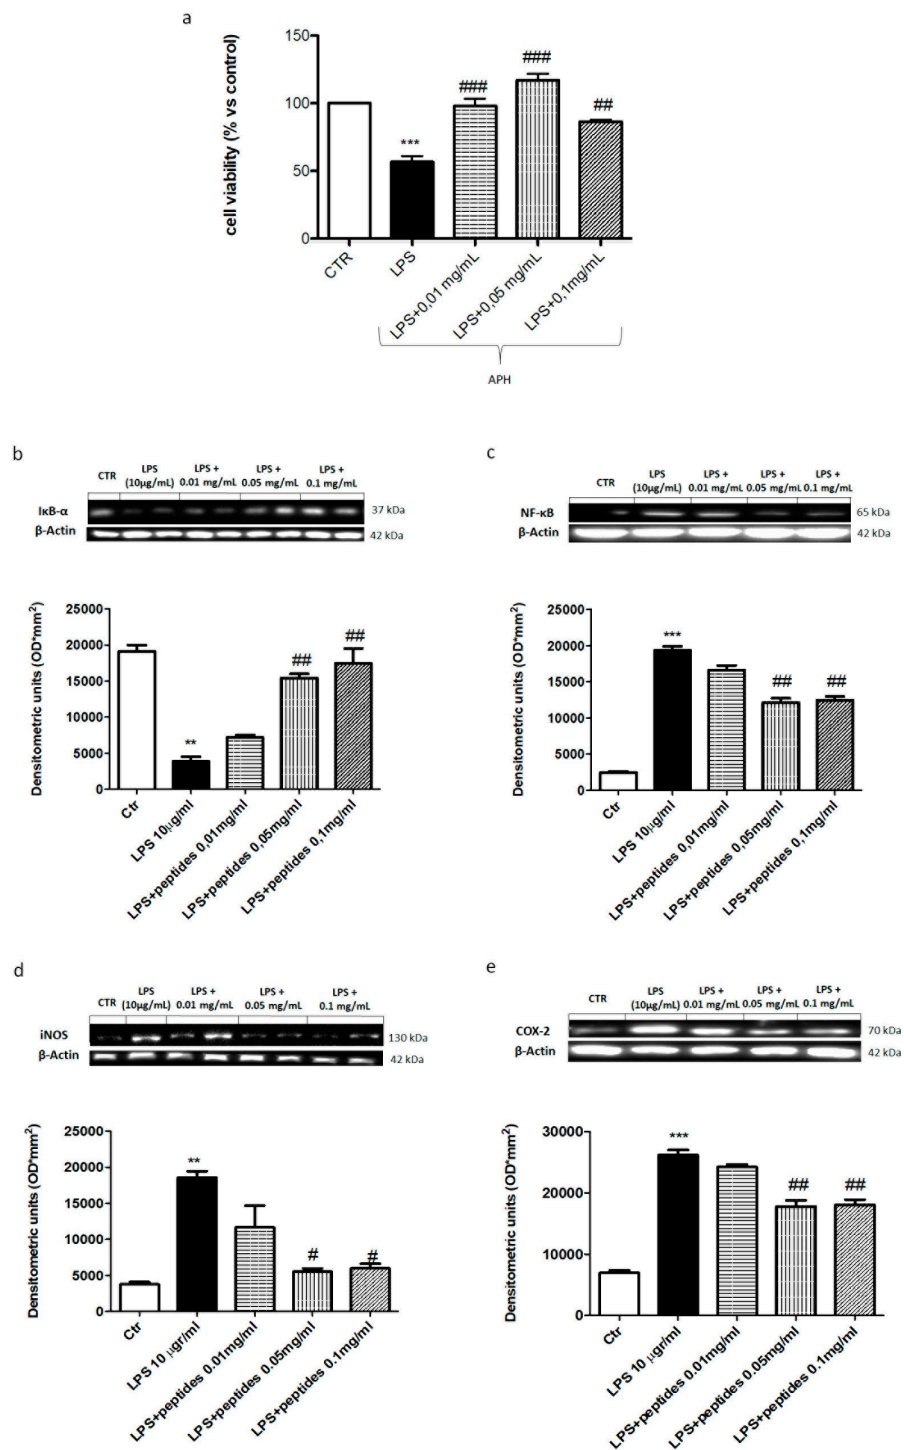 a
cell viability (% vs control)
150
100
50
0
***
###
###
##
CTR
LPS
LPS+0,01 mg/mL
LPS+0,05 mg/mL
LPS+0,1mg/mL
APH
b
CTR
LPS
(10µg/mL)
LPS +
0.01 mg/mL
LPS +
0.05 mg/mL
LPS +
0.1 mg/mL
IκB-α
37 kDa
β-Actin
42 kDa
Densitometric units (OD*mm²)
25000
20000
15000
10000
5000
0
**
##
##
Ctr
LPS 10µg/ml
LPS+peptides 0,01mg/ml
LPS+peptides 0,05mg/ml
LPS+peptides 0,1mg/ml
c
CTR
LPS
(10µg/mL)
LPS +
0.01 mg/mL
LPS +
0.05 mg/mL
LPS +
0.1 mg/mL
NF-κB
65 kDa
β-Actin
42 kDa
Densitometric units (OD*mm²)
25000
20000
15000
10000
5000
0
***
##
##
Ctr
LPS 10µg/ml
LPS+peptides 0,01mg/ml
LPS+peptides 0,05mg/ml
LPS+peptides 0,1mg/ml
d
CTR
LPS
(10µg/mL)
LPS +
0.01 mg/mL
LPS +
0.05 mg/mL
LPS +
0.1 mg/mL
iNOS
130 kDa
β-Actin
42 kDa
Densitometric units (OD*mm²)
25000
20000
15000
10000
5000
0
**
#
#
Ctr
LPS 10 µgr/ml
LPS+peptides 0.01mg/ml
LPS+peptides 0.05mg/ml
LPS+peptides 0.1mg/ml
e
CTR
LPS
(10µg/mL)
LPS +
0.01 mg/mL
LPS +
0.05 mg/mL
LPS +
0.1 mg/mL
COX-2
70 kDa
β-Actin
42 kDa
Densitometric units (OD*mm²)
30000
20000
10000
0
***
##
##
Ctr
LPS 10 µgr/ml
LPS+peptides 0.01mg/ml
LPS+peptides 0.05mg/ml
LPS+peptides 0.1mg/ml